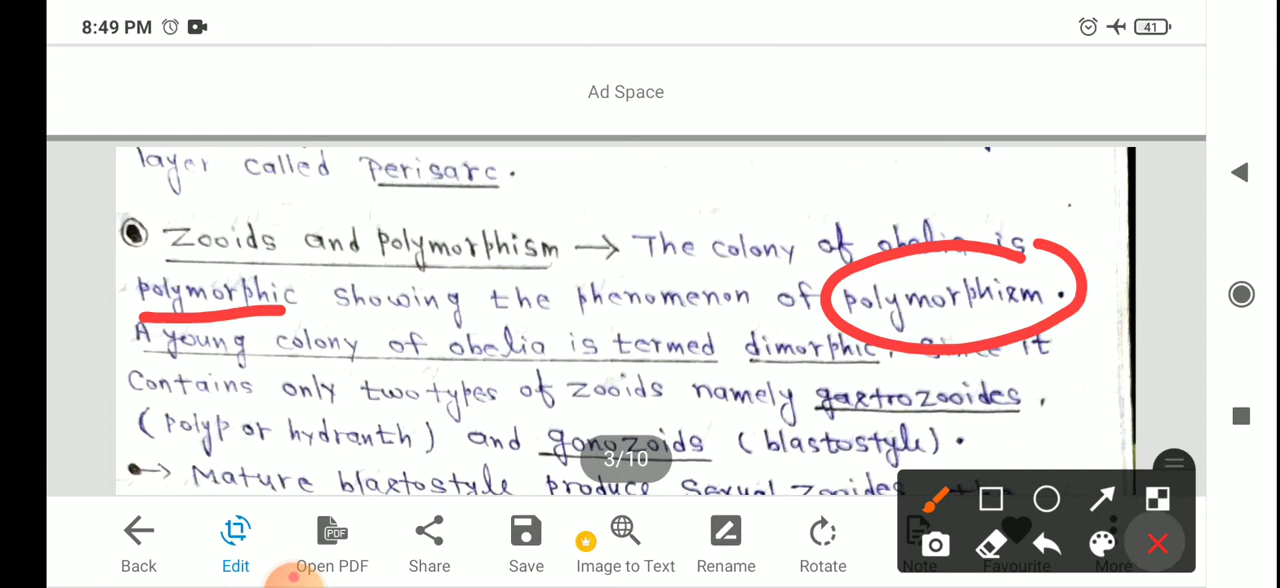 8:49 PM
41
Ad Space
layer called Perisarc.
Zooids and Polymorphism → The colony of obelia is
polymorphic showing the phenomenon of polymorphism.
A young colony of obelia is termed dimorphic, since it
Contains only two types of zooids namely gastrozooides,
(Polyp or hydranth) and gonozoids (blastostyle).
3/10
→ Mature blastostyle produce sexual zooides
Back
Edit
Open PDF
Share
Save
Image to Text
Rename
Rotate
Note
Favourite
More